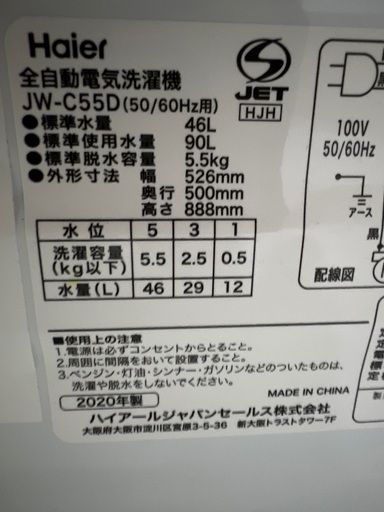 Haier
全自動電気洗濯機
JW-C55D(50/60Hz用)
S
JET
HJH
●標準水量 46L
●標準使用水量 90L
●標準脱水容量 5.5kg
●外形寸法 幅 526mm
奥行 500mm
高さ 888mm
水位 5 3 1
洗濯容量(kg以下) 5.5 2.5 0.5
水量(L) 46 29 12
100V
50/60Hz
アース
黒
配線図
■使用上の注意
1.電源は必ずコンセントからとること。
2.周囲に間隔をおいて設置すること。
3.ベンジン・灯油・シンナー・ガソリンなどのついたものは、
洗濯や脱水をしないでください。
MADE IN CHINA
2020年製
ハイアールジャパンセールス株式会社
大阪府大阪市淀川区宮原3-5-36 新大阪トラストタワー7F